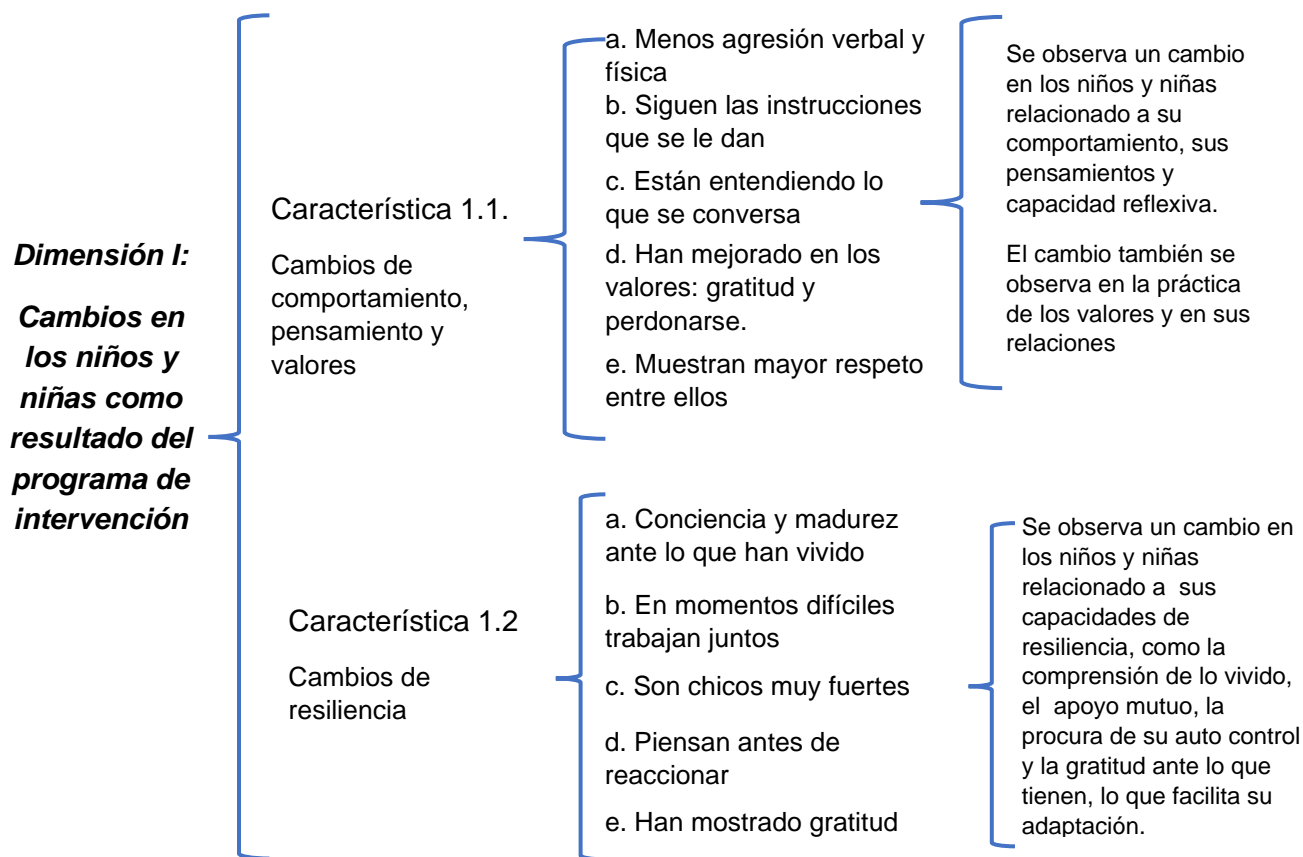 Dimensión I:
Cambios en
los niños y
niñas como
resultado del
programa de
intervención
Característica 1.1.
Cambios de
comportamiento,
pensamiento y
valores
a. Menos agresión verbal y
física
b. Siguen las instrucciones
que se le dan
c. Están entendiendo lo
que se conversa
d. Han mejorado en los
valores: gratitud y
perdonarse.
e. Muestran mayor respeto
entre ellos
Se observa un cambio
en los niños y niñas
relacionado a su
comportamiento, sus
pensamientos y
capacidad reflexiva.
El cambio también se
observa en la práctica
de los valores y en sus
relaciones
Característica 1.2
Cambios de
resiliencia
a. Conciencia y madurez
ante lo que han vivido
b. En momentos difíciles
trabajan juntos
c. Son chicos muy fuertes
d. Piensan antes de
reaccionar
e. Han mostrado gratitud
Se observa un cambio en
los niños y niñas
relacionado a sus
capacidades de
resiliencia, como la
comprensión de lo vivido,
el apoyo mutuo, la
procura de su auto control
y la gratitud ante lo que
tienen, lo que facilita su
adaptación.